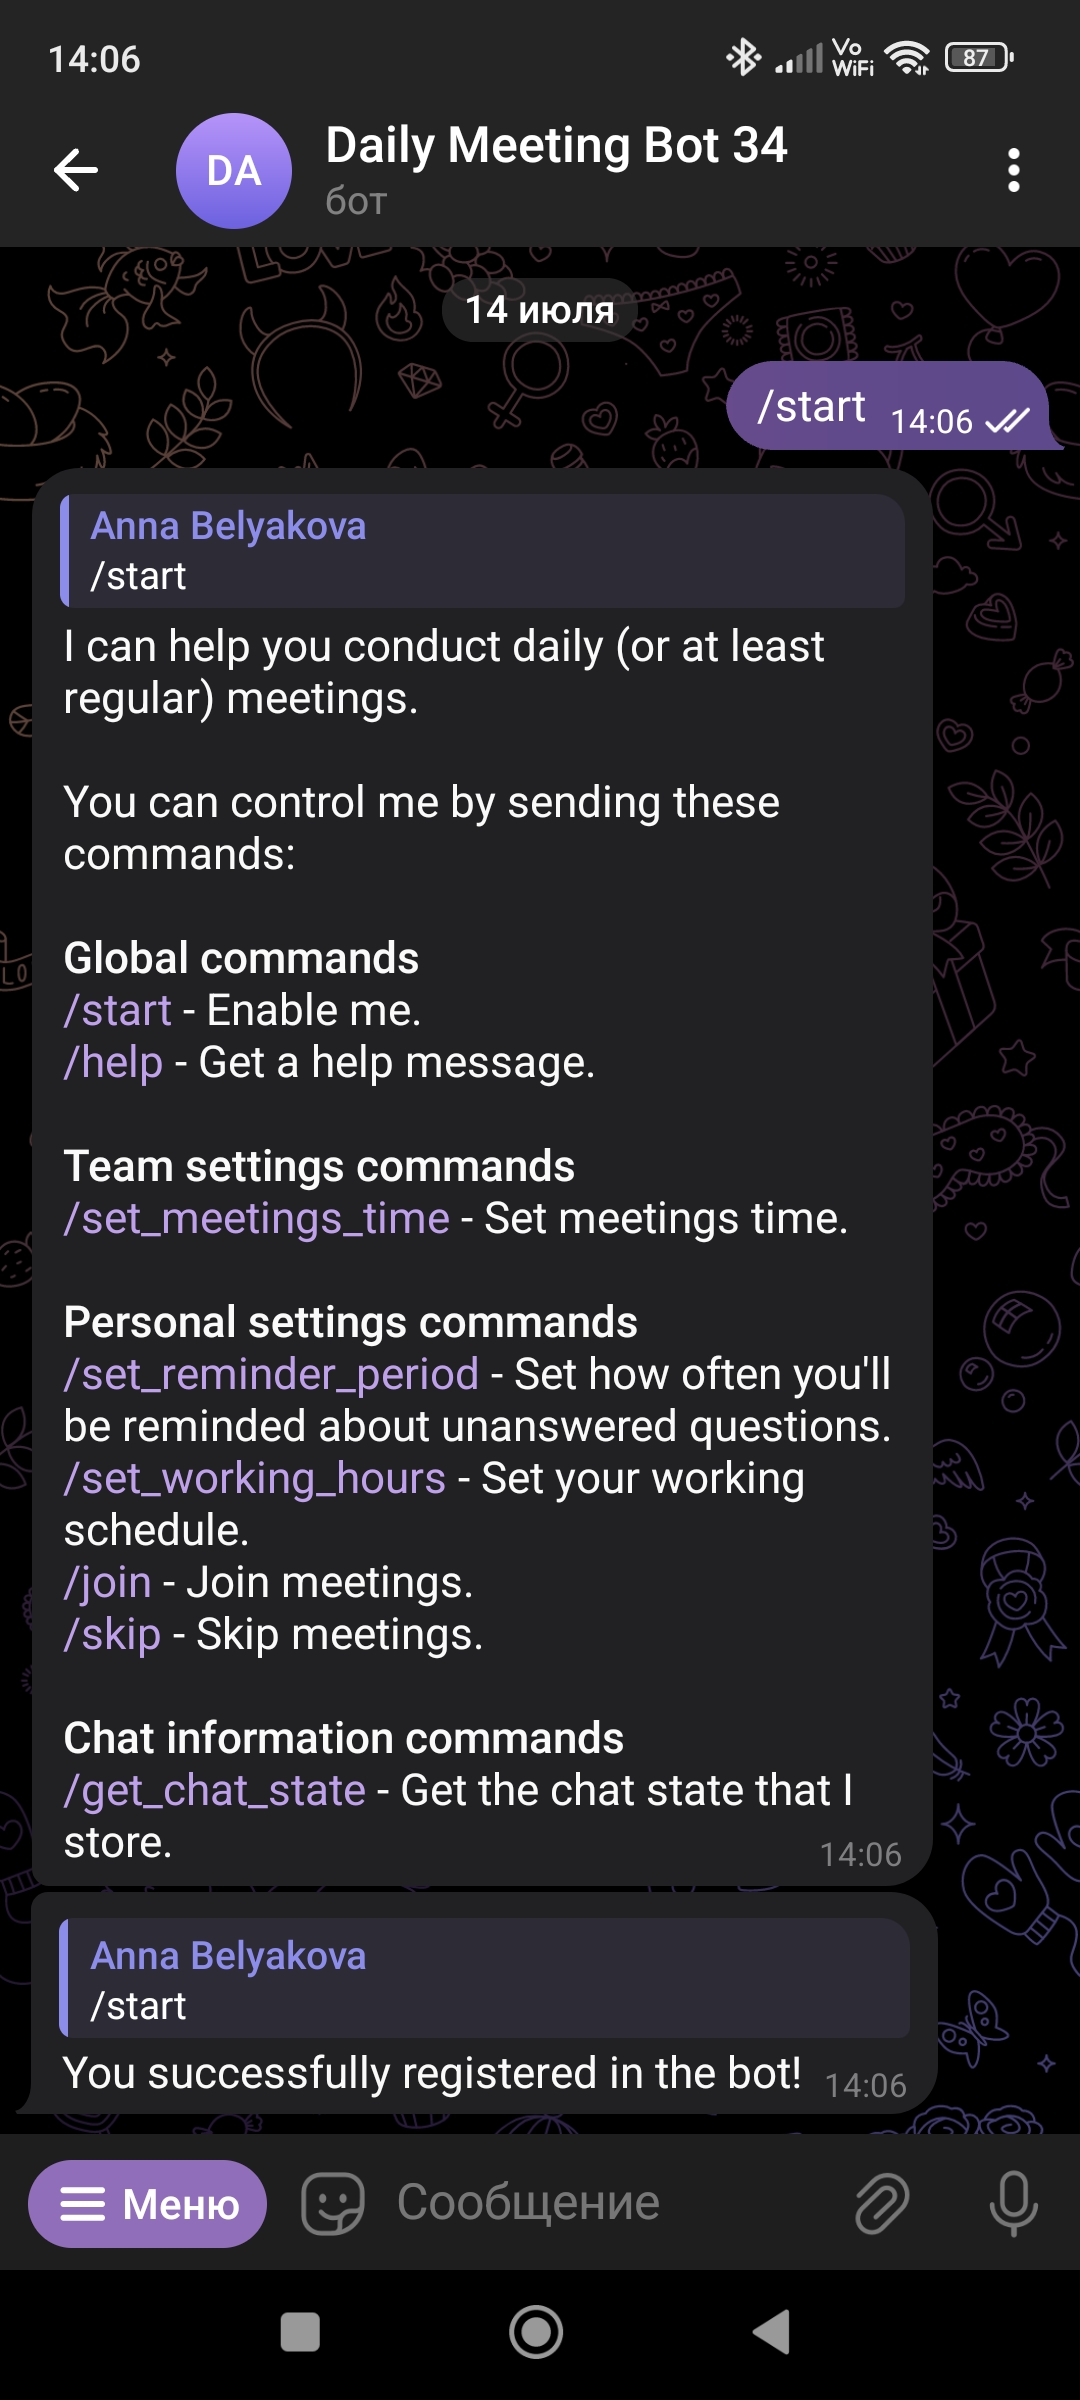 14:06
Vo
WiFi
87
DA
Daily Meeting Bot 34
бот
14 июля
/start 14:06
Anna Belyakova
/start
I can help you conduct daily (or at least
regular) meetings.
You can control me by sending these
commands:
Global commands
/start - Enable me.
/help - Get a help message.
Team settings commands
/set_meetings_time - Set meetings time.
Personal settings commands
/set_reminder_period - Set how often you'll
be reminded about unanswered questions.
/set_working_hours - Set your working
schedule.
/join - Join meetings.
/skip - Skip meetings.
Chat information commands
/get_chat_state - Get the chat state that I
store.
14:06
Anna Belyakova
/start
You successfully registered in the bot! 14:06
Меню
Сообщение